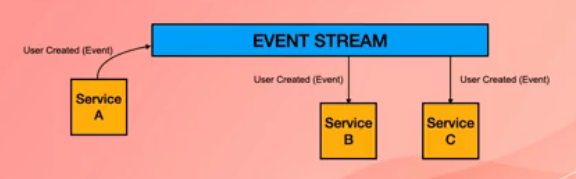 EVENT STREAM
User Created (Event)
Service
A
User Created (Event)
Service
B
User Created (Event)
Service
C